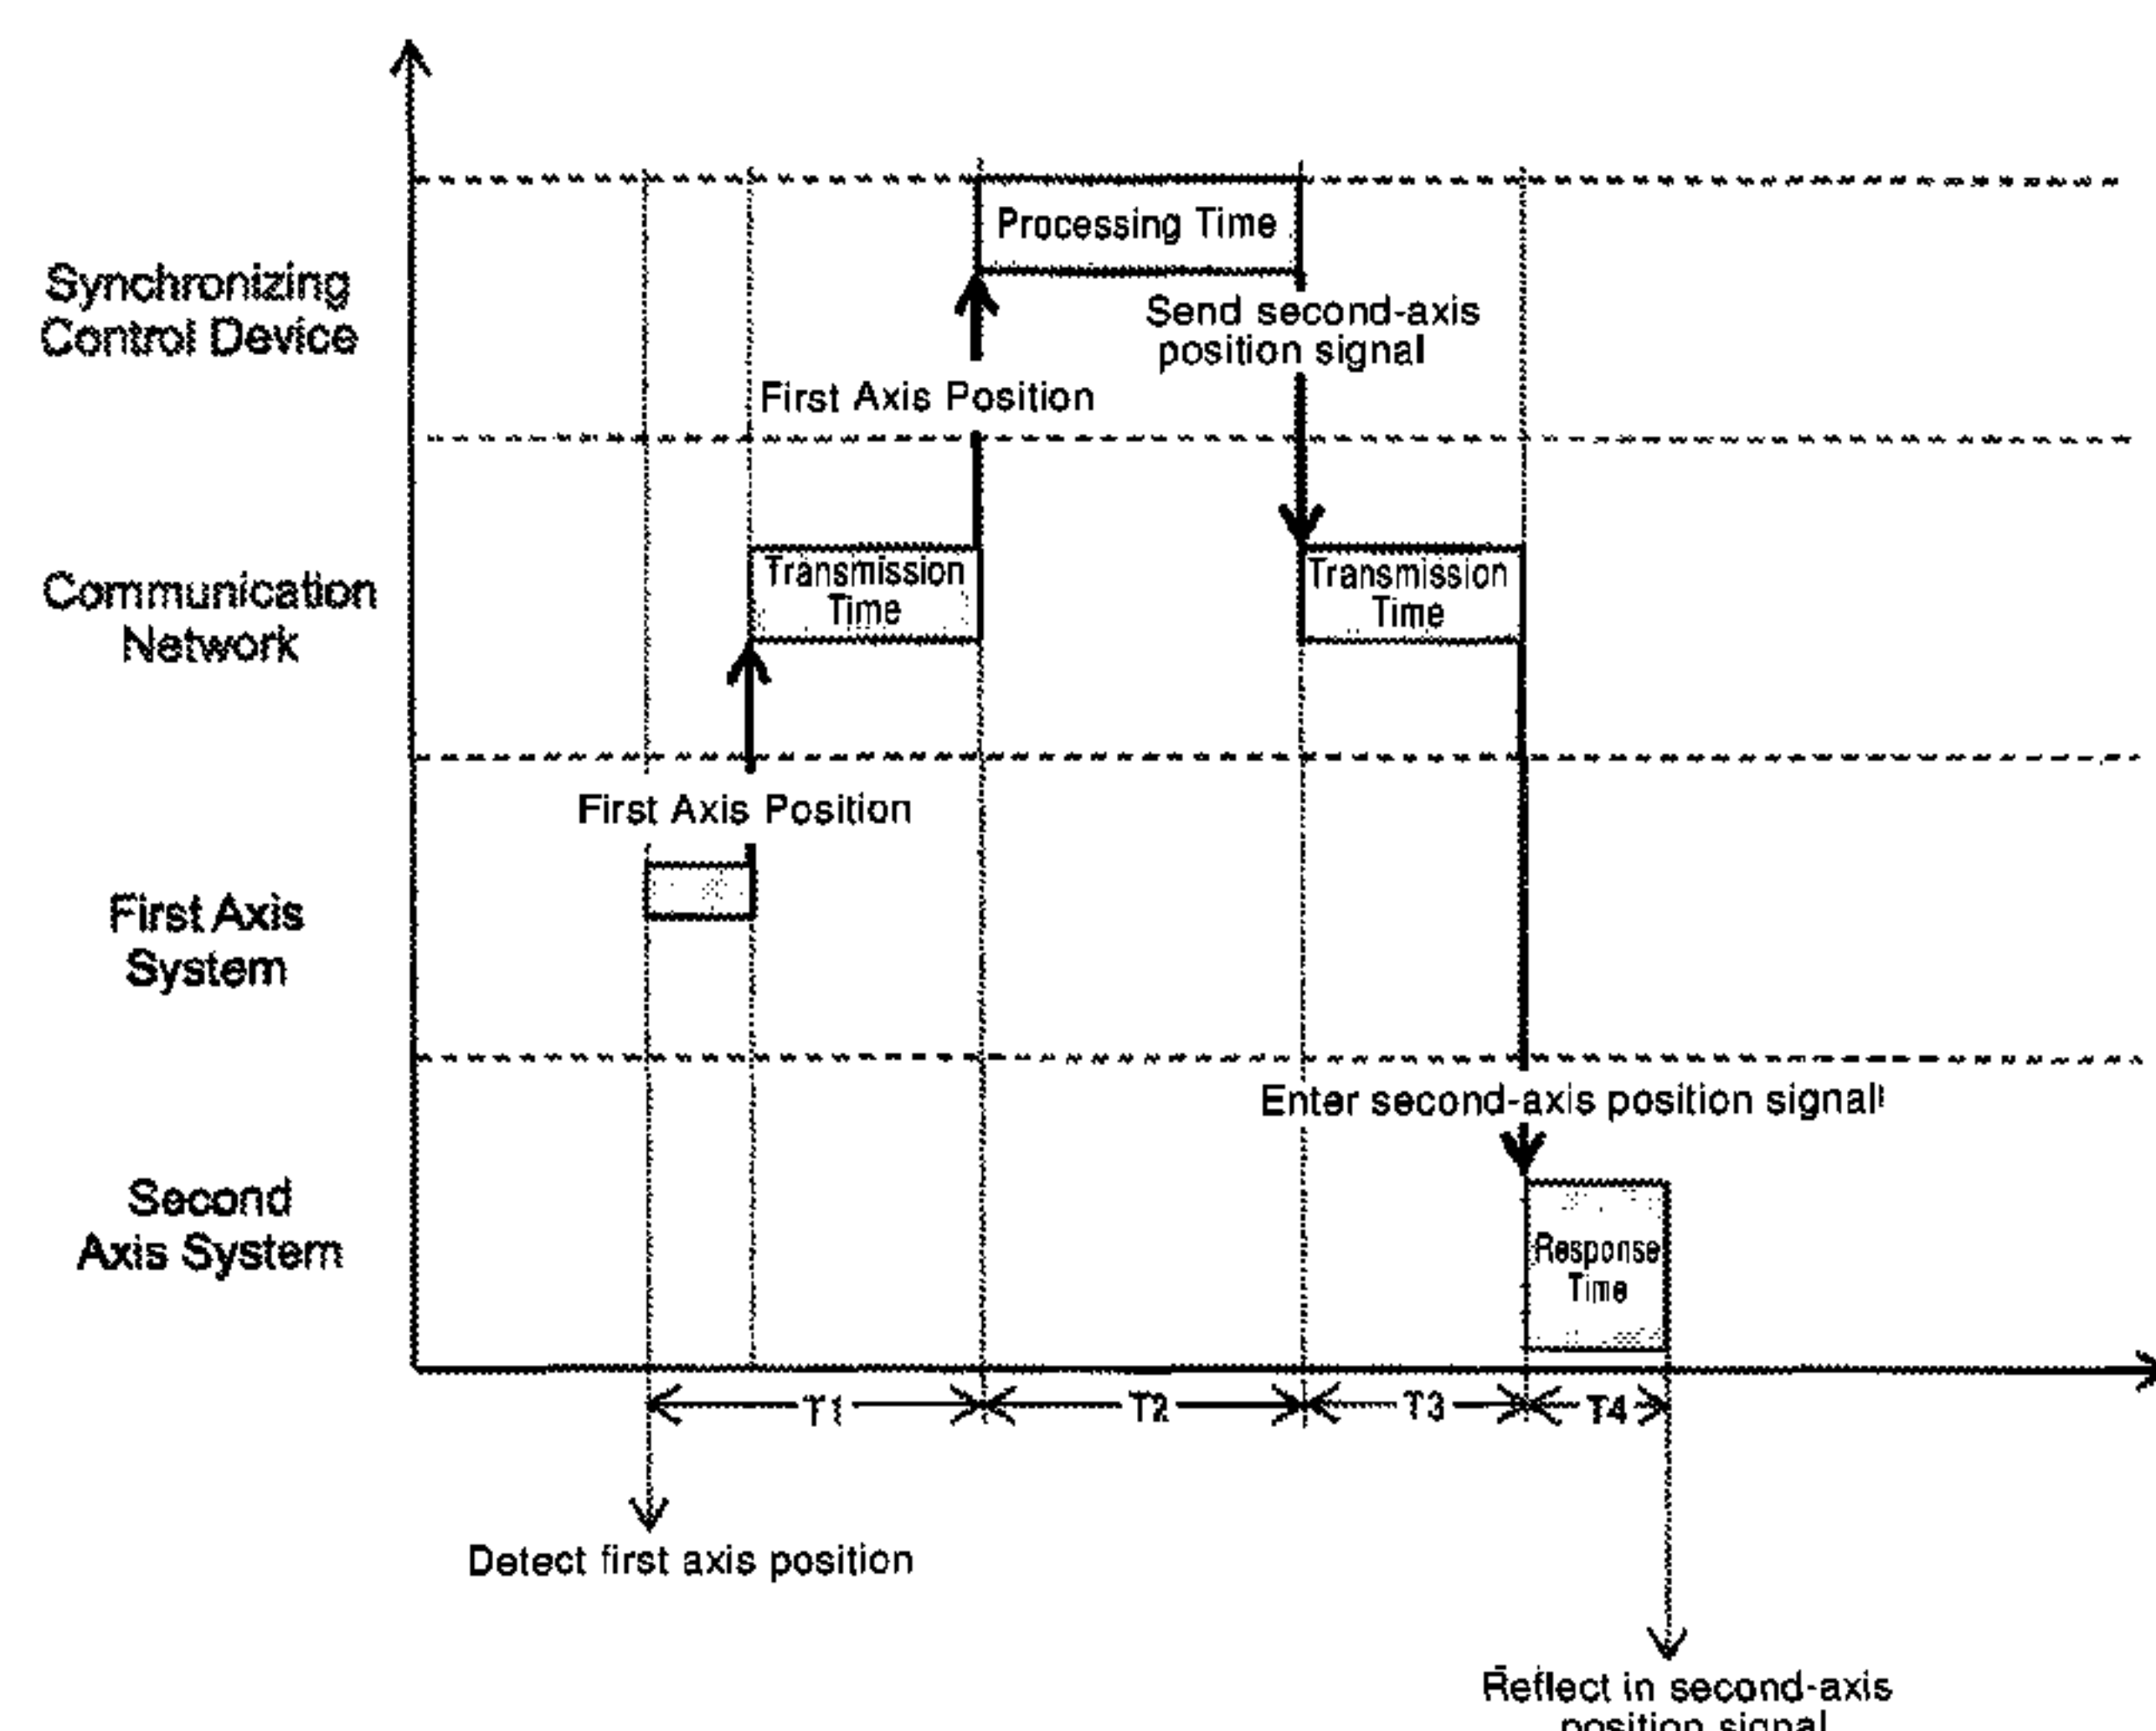 Processing Time
Synchronizing
Control Device
Send second-axis
position signal
First Axis Position
Communication
Network
Transmission
Time
Transmission
Time
First Axis Position
First Axis
System
Enter second-axis position signal
Second
Axis System
Response
Time
T1
T2
T3
T4
Detect first axis position
Reflect in second-axis
position signal